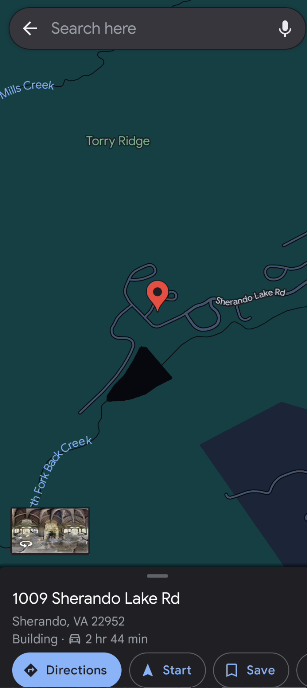 Search here
Mills Creek
Torry Ridge
Sherando Lake Rd
th Fork Back Creek
1009 Sherando Lake Rd
Sherando, VA 22952
Building · 2 hr 44 min
Directions Start Save